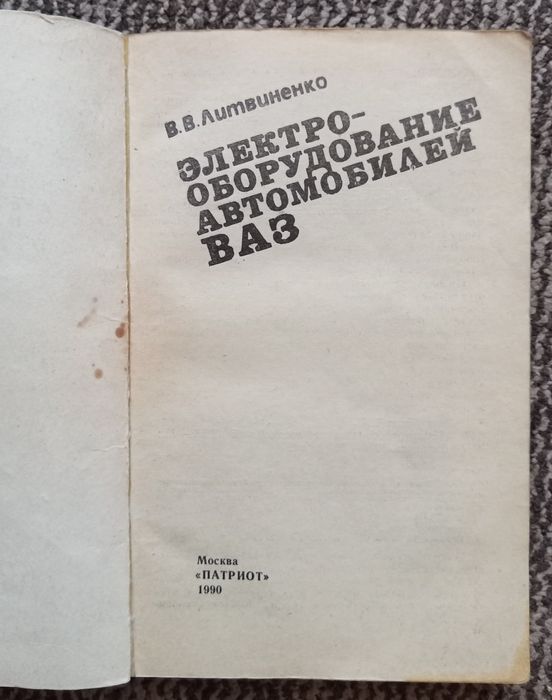 В.В.Литвиненко
ЭЛЕКТРО-
ОБОРУДОВАНИЕ
АВТОМОБИЛЕЙ
ВАЗ
Москва
«ПАТРИОТ»
1990